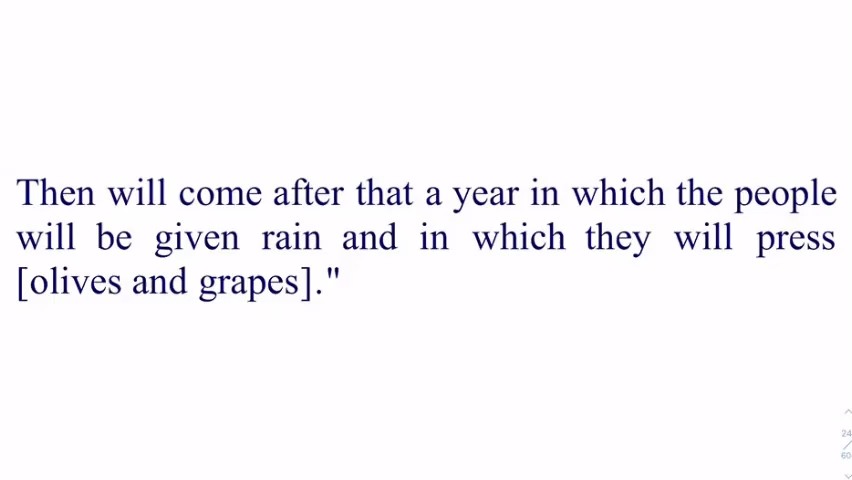 Then will come after that a year in which the people
will be given rain and in which they will press
[olives and grapes]."
24
60